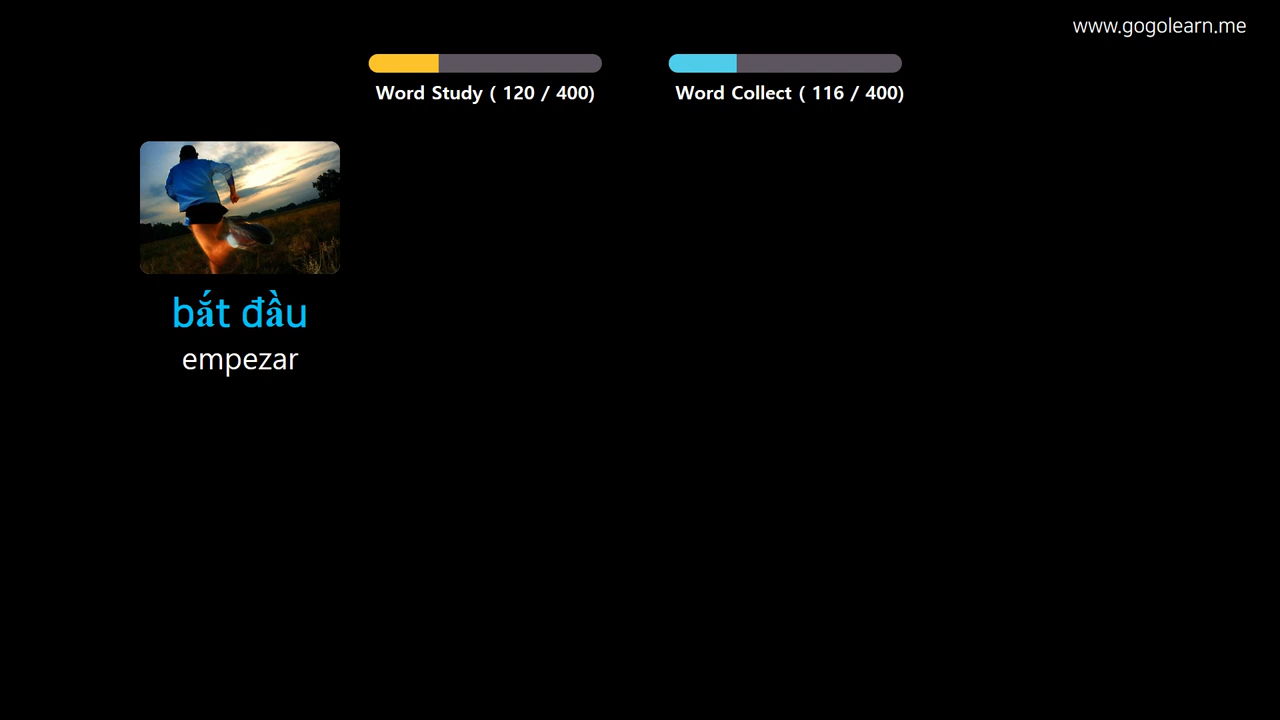 www.gogolearn.me
Word Study ( 120 / 400)
Word Collect ( 116 / 400)
bắt đầu
empezar